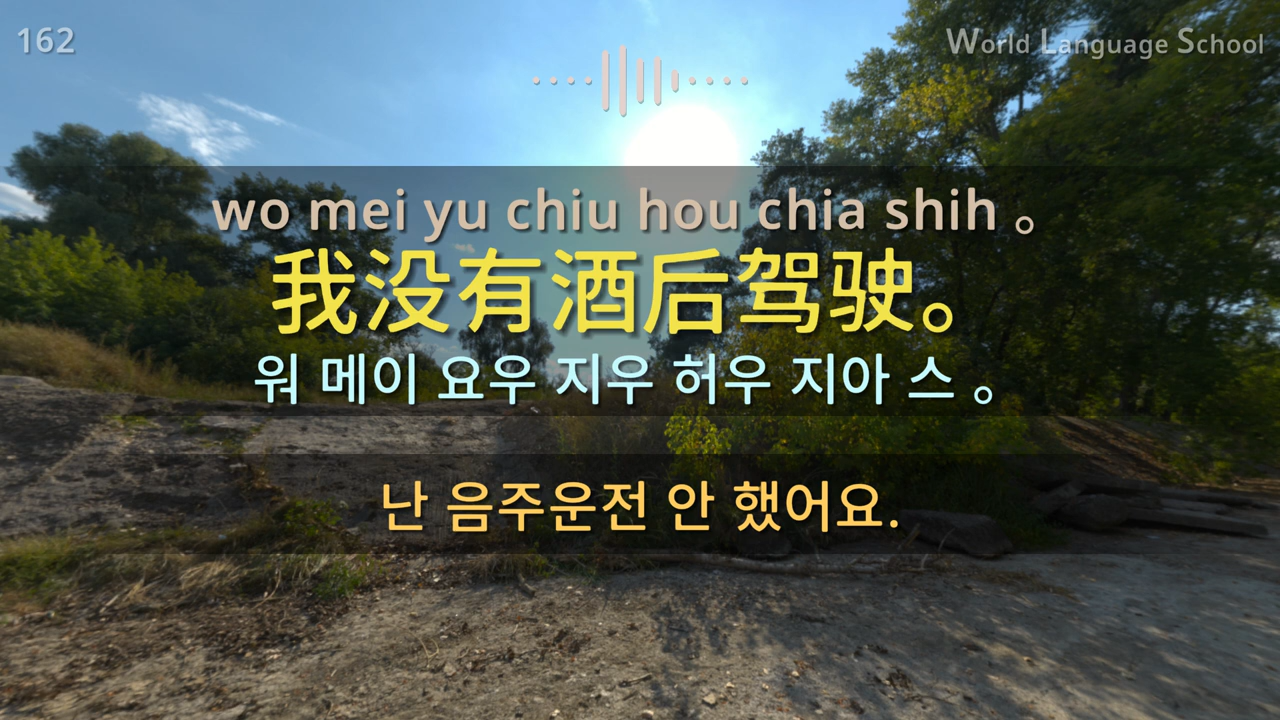 162
World Language School
wo mei yu chiu hou chia shih 。
我没有酒后驾驶。
워 메이 요우 지우 허우 지아 스 。
난 음주운전 안 했어요.